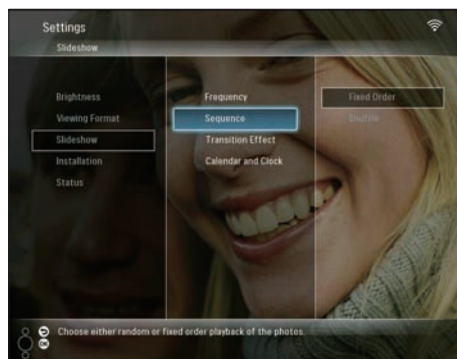 Settings
Slideshow
Brightness
Viewing Format
Slideshow
Installation
Status
Frequency
Sequence
Transition Effect
Calendar and Clock
Fixed Order
Shuffle
OK
Choose either random or fixed order playback of the photos.